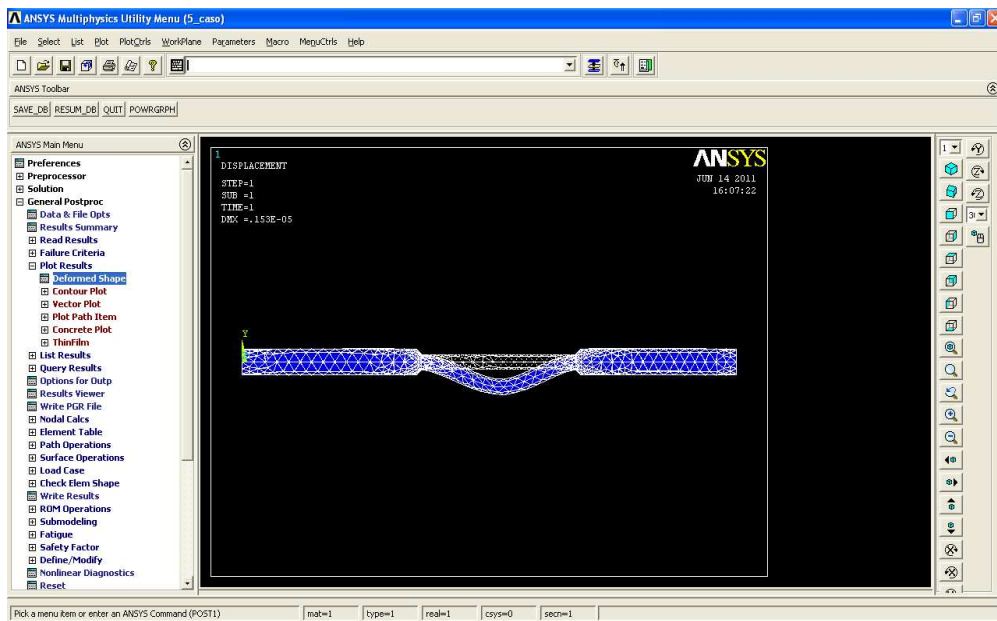 ANSYS Multiphysics Utility Menu (5_caso)
File Select List Plot PlotCtrls WorkPlane Parameters Macro MenuCtrls Help
ANSYS Toolbar
SAVE_DB RESUM_DB QUIT POWRGRPH
ANSYS Main Menu
Preferences
Preprocessor
Solution
General Postproc
Data & File Opts
Results Summary
Read Results
Failure Criteria
Plot Results
Deformed Shape
Contour Plot
Vector Plot
Plot Path Item
Concrete Plot
ThinFilm
List Results
Query Results
Options for Outp
Results Viewer
Write PGR File
Nodal Calcs
Element Table
Path Operations
Surface Operations
Load Case
Check Elem Shape
Write Results
ROM Operations
Submodeling
Fatigue
Safety Factor
Define/Modify
Nonlinear Diagnostics
Reset
1
DISPLACEMENT
STEP=1
SUB =1
TIME=1
DMX =.153E-05
ANSYS
JUN 14 2011
16:07:22
Y
1
Pick a menu item or enter an ANSYS Command (POST1)
mat=1 type=1 real=1 csys=0 secn=1